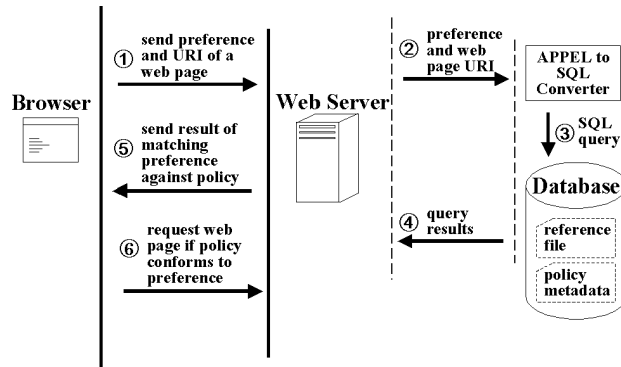 ① send preference
and URI of a
web page
② preference
and web
page URI
APPEL to
SQL
Converter
Browser
Web Server
③ SQL
query
⑤ send result of
matching
preference
against policy
Database
④ query
results
reference
file
⑥ request web
page if policy
conforms to
preference
policy
metadata